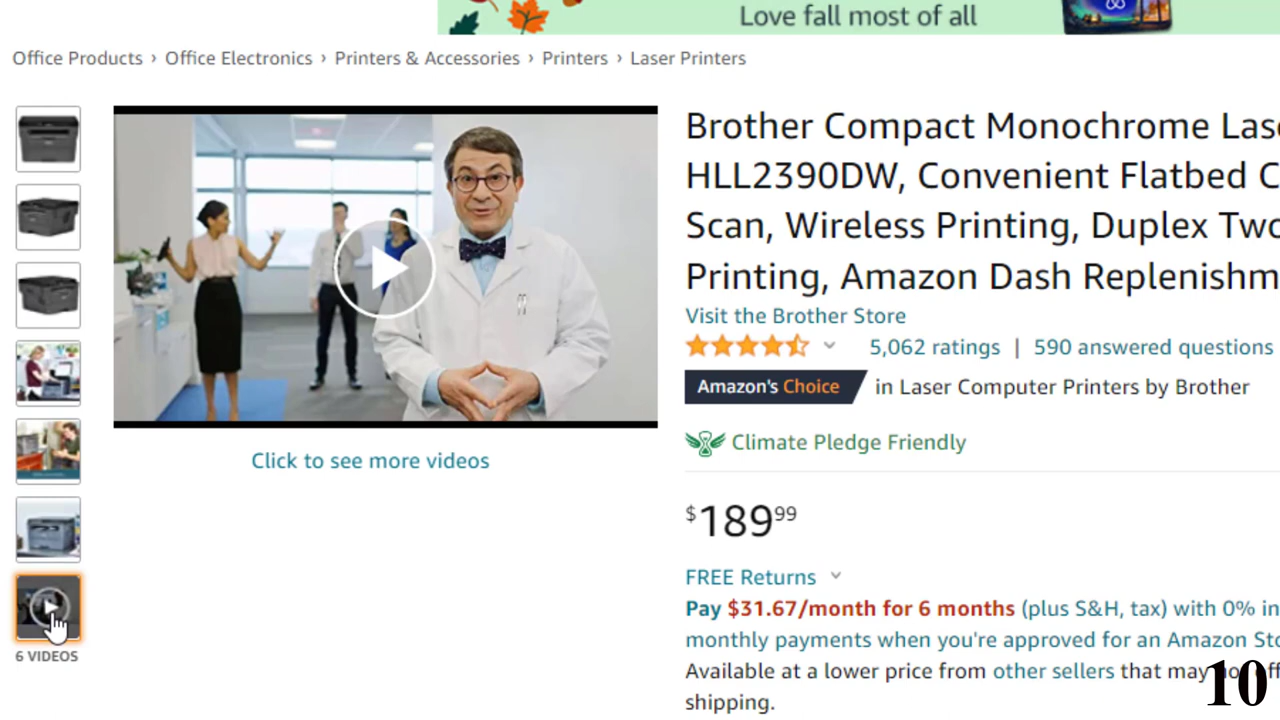 Love fall most of all
Office Products › Office Electronics › Printers & Accessories › Printers › Laser Printers
Brother Compact Monochrome Las
HLL2390DW, Convenient Flatbed C
Scan, Wireless Printing, Duplex Two
Printing, Amazon Dash Replenishm
Visit the Brother Store
5,062 ratings | 590 answered questions
Amazon's Choice in Laser Computer Printers by Brother
Climate Pledge Friendly
Click to see more videos
$189.99
FREE Returns
Pay $31.67/month for 6 months (plus S&H, tax) with 0% in
monthly payments when you're approved for an Amazon Sto
6 VIDEOS
Available at a lower price from other sellers that may
shipping.
10